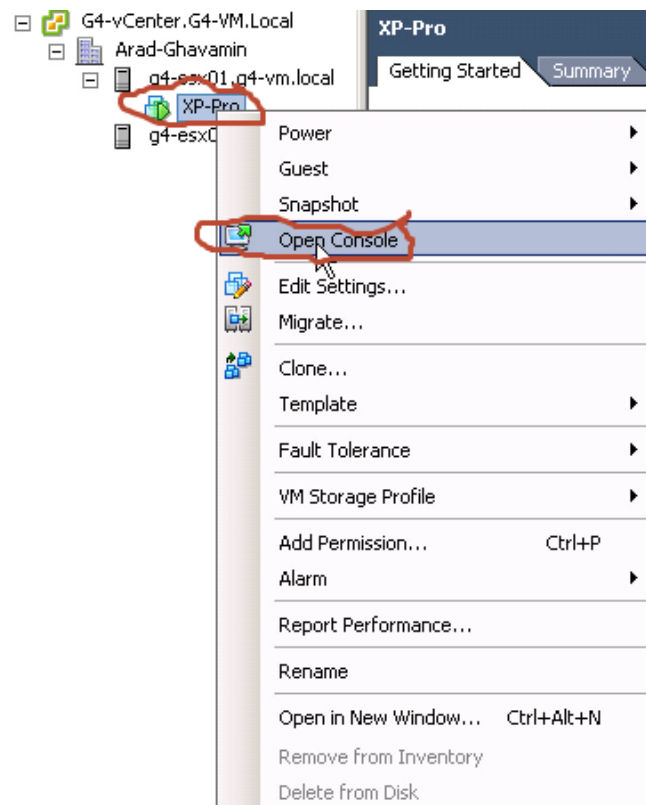 G4-vCenter.G4-VM.Local
Arad-Ghavamin
g4-esx01.g4-vm.local
XP-Pro
XP-Pro
Getting Started
Summary
Power
Guest
Snapshot
Open Console
Edit Settings...
Migrate...
Clone...
Template
Fault Tolerance
VM Storage Profile
Add Permission... Ctrl+P
Alarm
Report Performance...
Rename
Open in New Window... Ctrl+Alt+N
Remove from Inventory
Delete from Disk